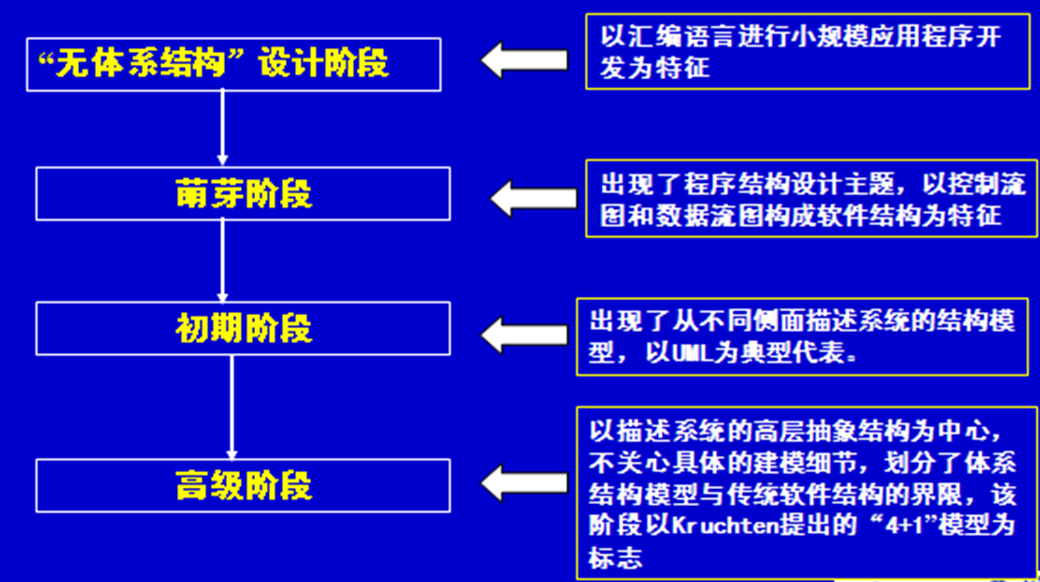 “无体系结构”设计阶段
以汇编语言进行小规模应用程序开
发为特征
萌芽阶段
出现了程序结构设计主题，以控制流
图和数据流图构成软件结构为特征
初期阶段
出现了从不同侧面描述系统的结构模
型，以UML为典型代表。
高级阶段
以描述系统的高层抽象结构为中心，
不关心具体的建模细节，划分了体系
结构模型与传统软件结构的界限，该
阶段以Kruchten提出的“4+1”模型为
标志